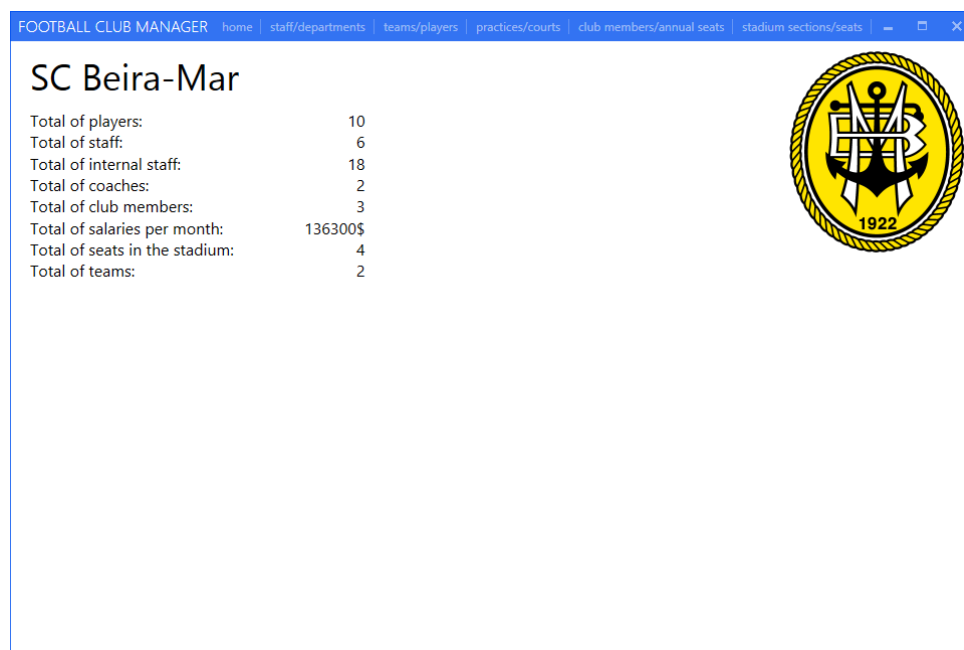 FOOTBALL CLUB MANAGER home staff/departments teams/players practices/courts club members/annual seats stadium sections/seats
SC Beira-Mar
Total of players: 10
Total of staff: 6
Total of internal staff: 18
Total of coaches: 2
Total of club members: 3
Total of salaries per month: 136300$
Total of seats in the stadium: 4
Total of teams: 2
MB
1922